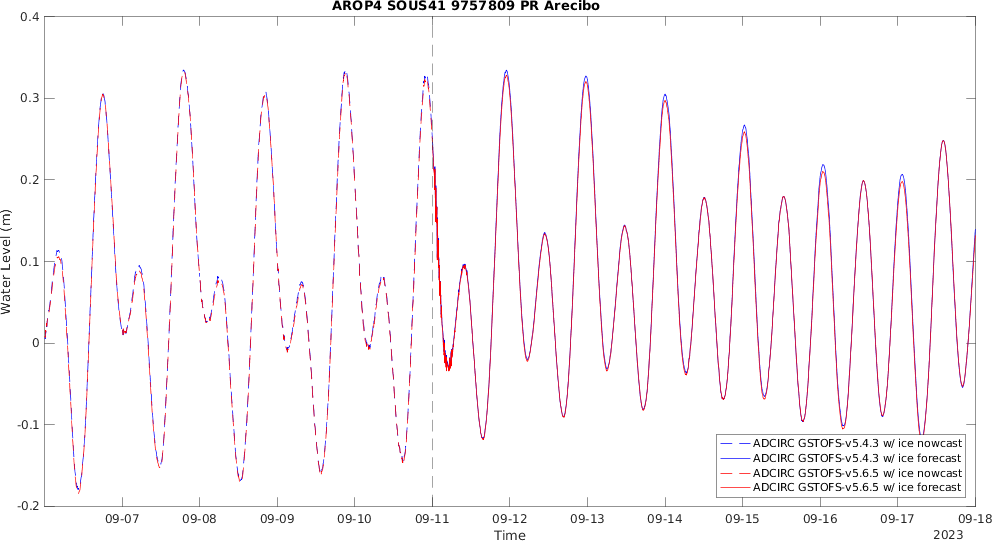 AROP4 SOUS41 9757809 PR Arecibo
Water Level (m)
0.4
0.3
0.2
0.1
0
-0.1
-0.2
09-07 09-08 09-09 09-10 09-11 09-12 09-13 09-14 09-15 09-16 09-17 09-18
Time
2023
ADCIRC GSTOFS-v5.4.3 w/ ice nowcast
ADCIRC GSTOFS-v5.4.3 w/ ice forecast
ADCIRC GSTOFS-v5.6.5 w/ ice nowcast
ADCIRC GSTOFS-v5.6.5 w/ ice forecast